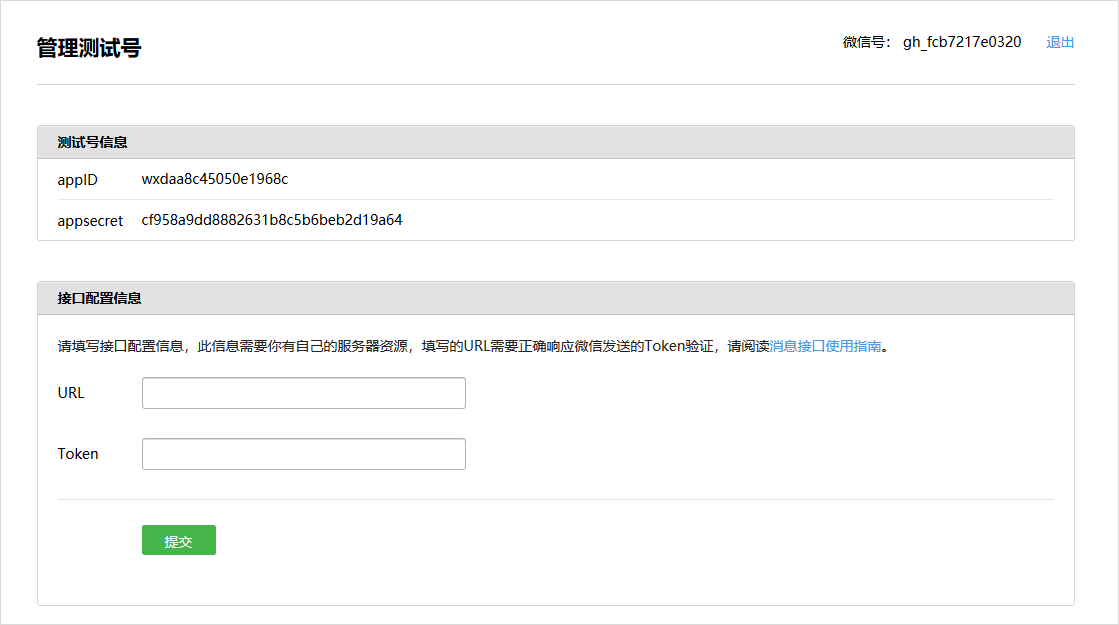 管理测试号
微信号： gh_fcb7217e0320 退出
测试号信息
appID wxdaa8c45050e1968c
appsecret cf958a9dd8882631b8c5b6beb2d19a64
接口配置信息
请填写接口配置信息，此信息需要你有自己的服务器资源，填写的URL需要正确响应微信发送的Token验证，请阅读消息接口使用指南。
URL
Token
提交